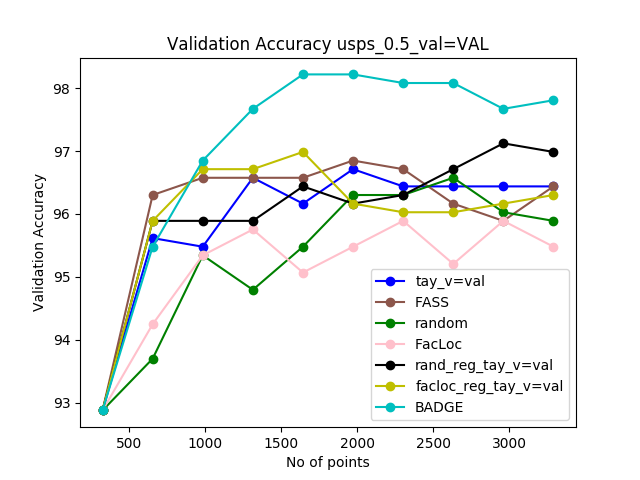 Validation Accuracy usps_0.5_val=VAL
Validation Accuracy
98
97
96
95
94
93
500
1000
1500
2000
2500
3000
No of points
tay_v=val
FASS
random
FacLoc
rand_reg_tay_v=val
facloc_reg_tay_v=val
BADGE